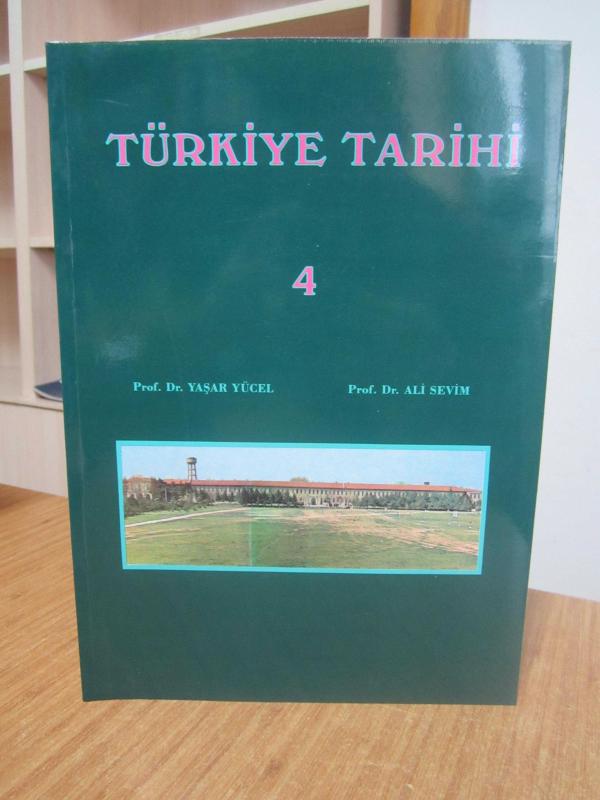 TÜRKİYE TARİHİ
4
Prof. Dr. YAŞAR YÜCEL Prof. Dr. ALİ SEVİM